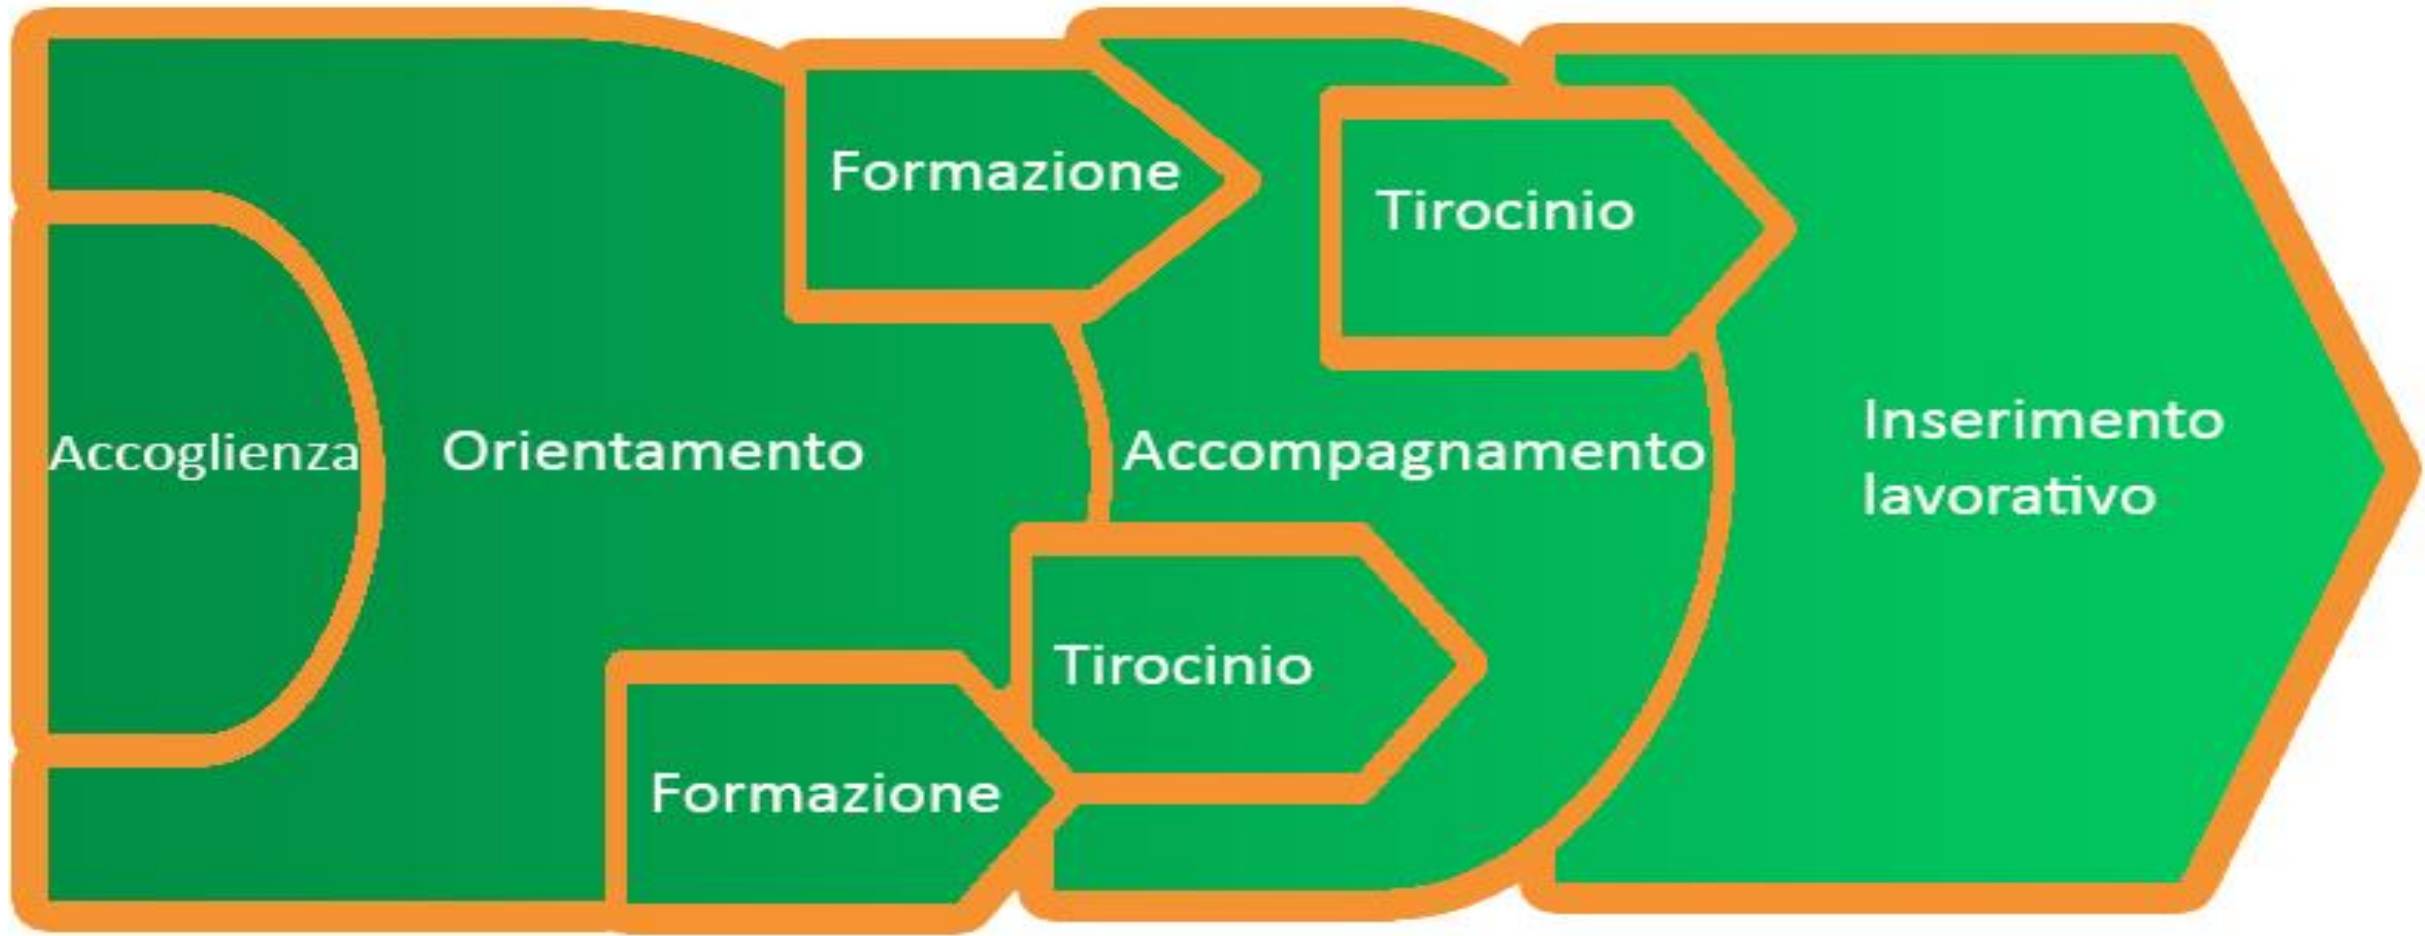 Formazione
Tirocinio
Accoglienza
Orientamento
Accompagnamento
Inserimento
lavorativo
Tirocinio
Formazione